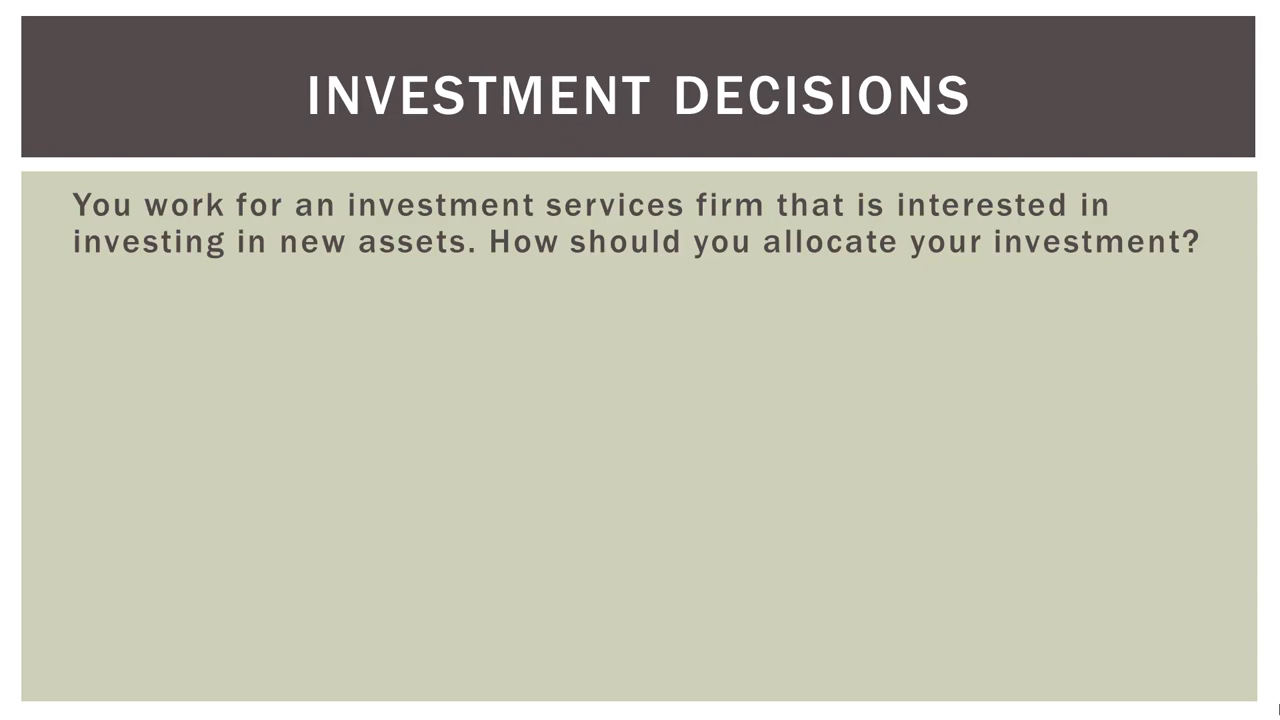 INVESTMENT DECISIONS
You work for an investment services firm that is interested in
investing in new assets. How should you allocate your investment?